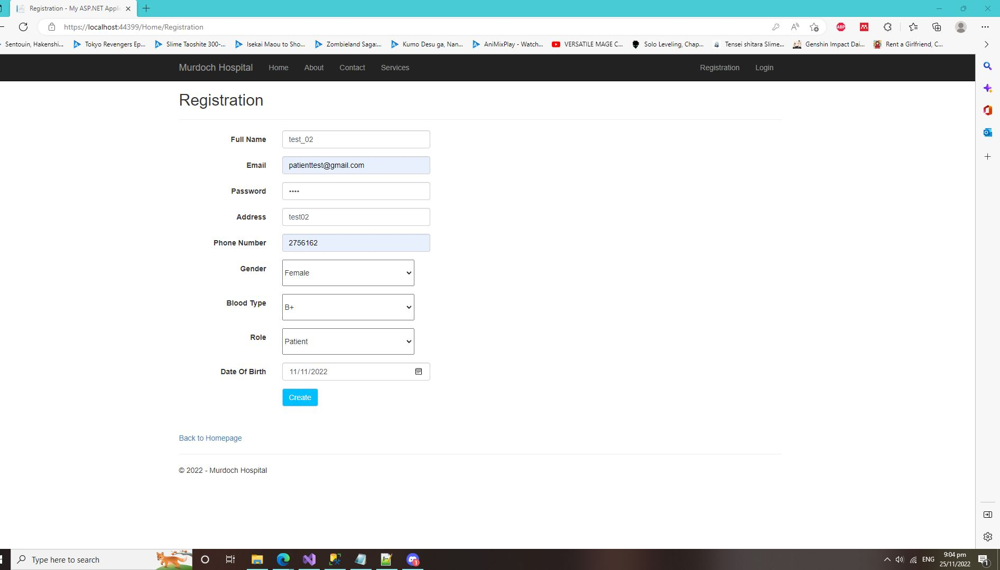 Registration - My ASP.NET Appli
https://localhost:44399/Home/Registration
ABP
Sentouin, Hakenshi... Tokyo Revengers Ep... Slime Taoshite 300-... Isekai Maou to Sho... Zombieland Saga:... Kumo Desu ga, Nan... AniMixPlay - Watch... VERSATILE MAGE C... Solo Leveling, Chap... Tensei shitara Slime... Genshin Impact Dai... Rent a Girlfriend, C...
Murdoch Hospital Home About Contact Services Registration Login
Registration
Full Name test_02
Email patienttest@gmail.com
Password ••••
Address test02
Phone Number 2756162
Gender Female
Blood Type B+
Role Patient
Date Of Birth 11/11/2022
Create
Back to Homepage
© 2022 - Murdoch Hospital
Type here to search
1
ENG
9:04 pm
25/11/2022
1